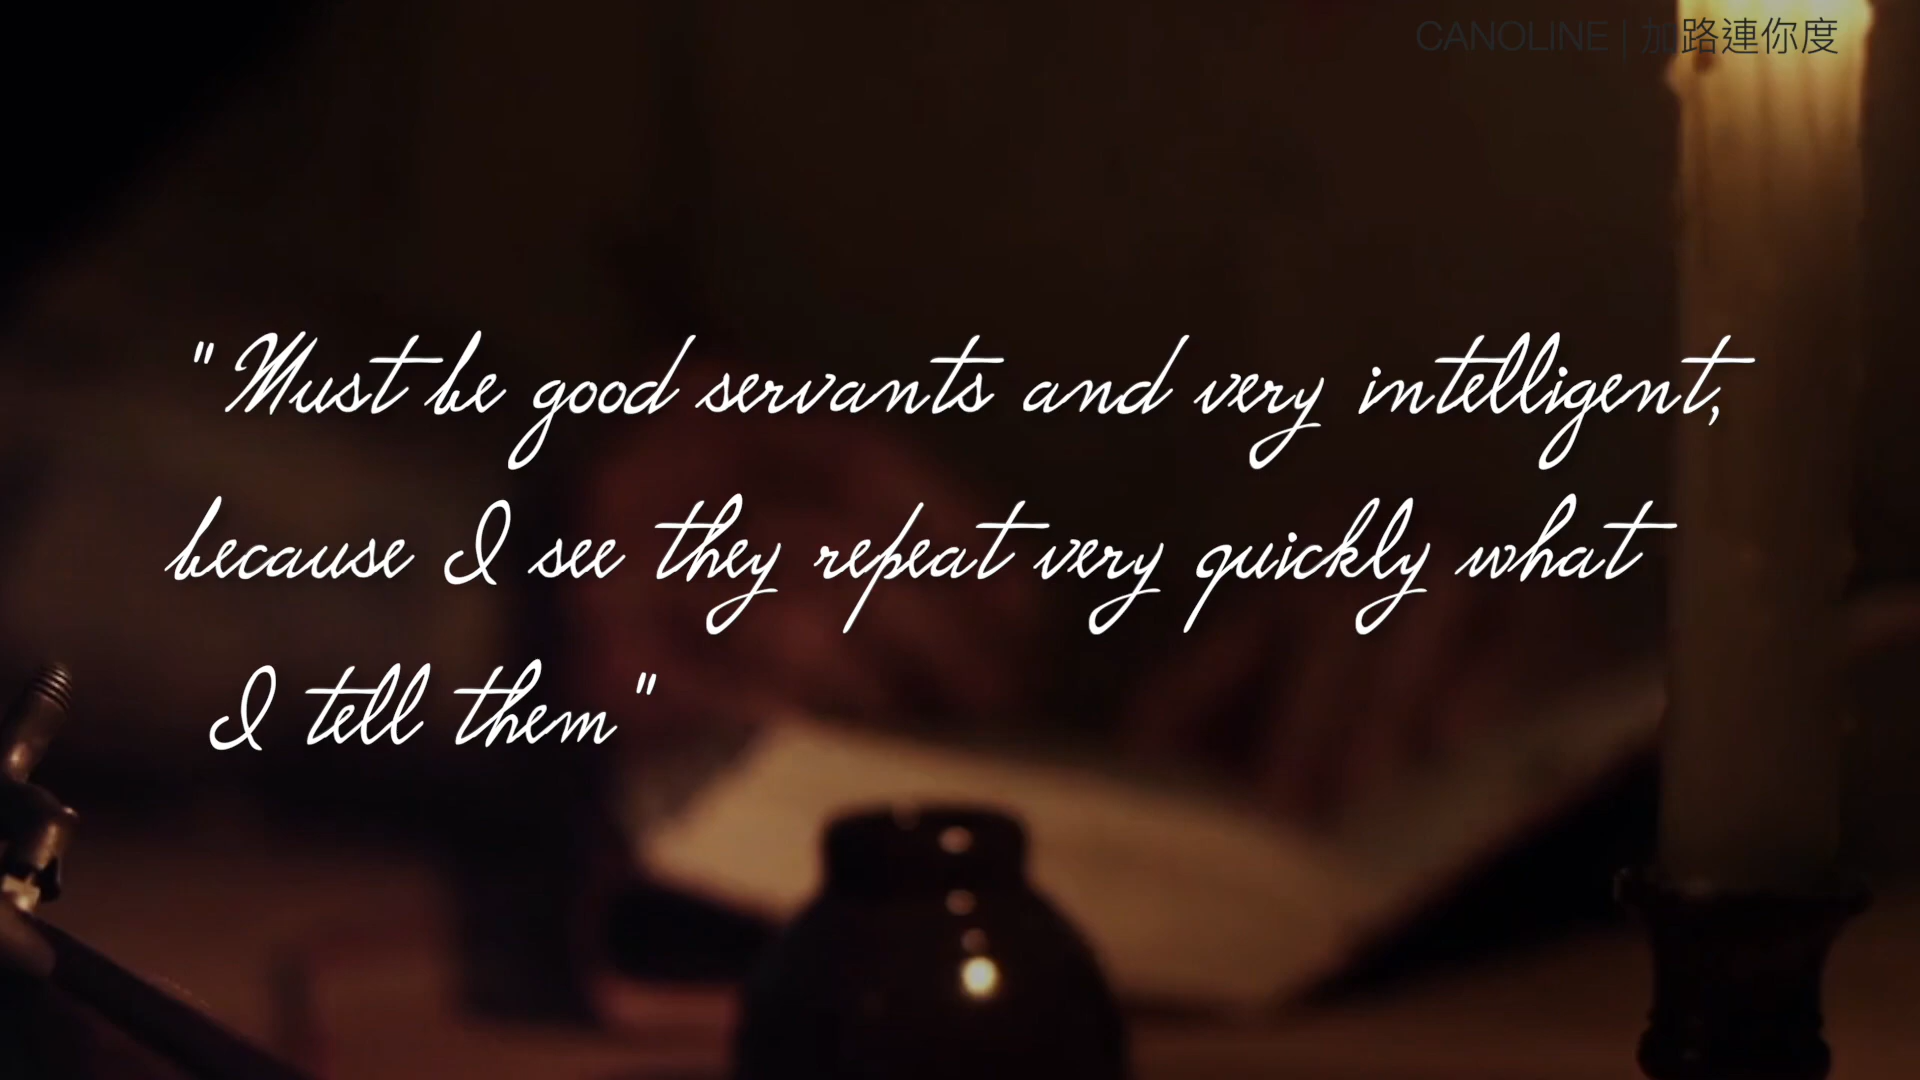 CANOLINE | 加路連你度
"Must be good servants and very intelligent,
because I see they repeat very quickly what
I tell them"